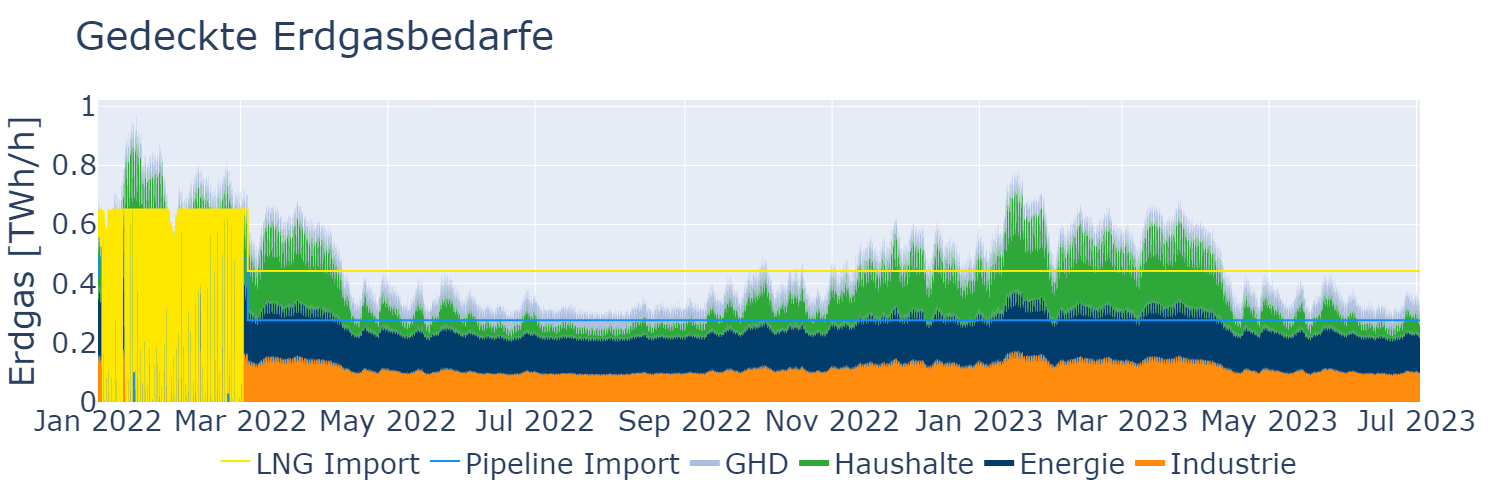 Gedeckte Erdgasbedarfe
Erdgas [TWh/h]
1
0.8
0.6
0.4
0.2
0
Jan 2022 Mar 2022 May 2022 Jul 2022 Sep 2022 Nov 2022 Jan 2023 Mar 2023 May 2023 Jul 2023
LNG Import Pipeline Import GHD Haushalte Energie Industrie